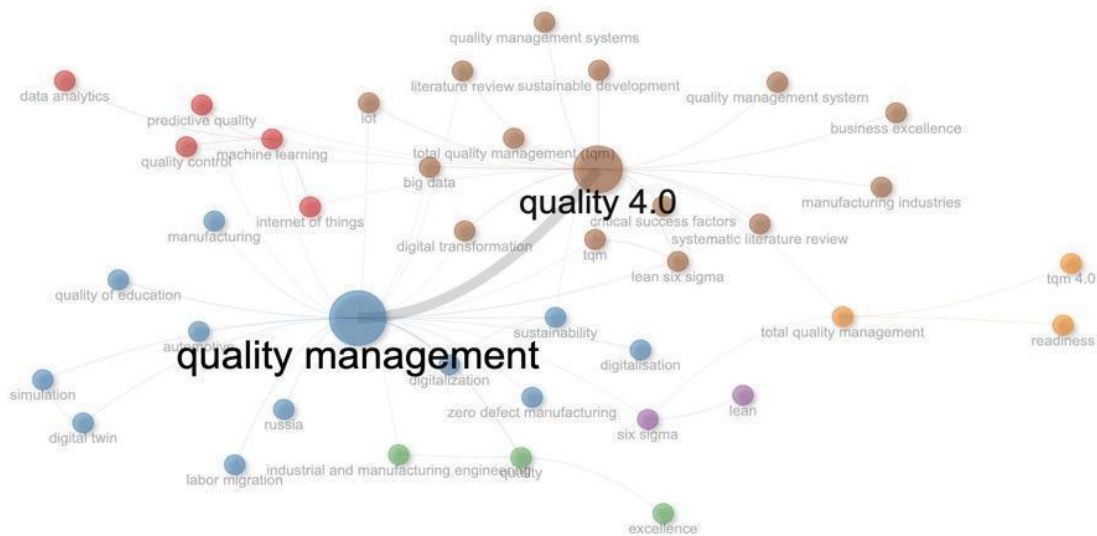 quality management systems
data analytics
literature review
sustainable development
quality management system
predictive quality
iot
business excellence
quality control
machine learning
total quality management (tqm)
big data
quality 4.0
manufacturing industries
internet of things
critical success factors
manufacturing
digital transformation
systematic literature review
tqm
lean six sigma
tqm 4.0
quality of education
sustainability
total quality management
readiness
automotive
quality management
digitalisation
digitalization
simulation
zero defect manufacturing
lean
russia
digital twin
six sigma
industrial and manufacturing engineering
quality
labor migration
excellence